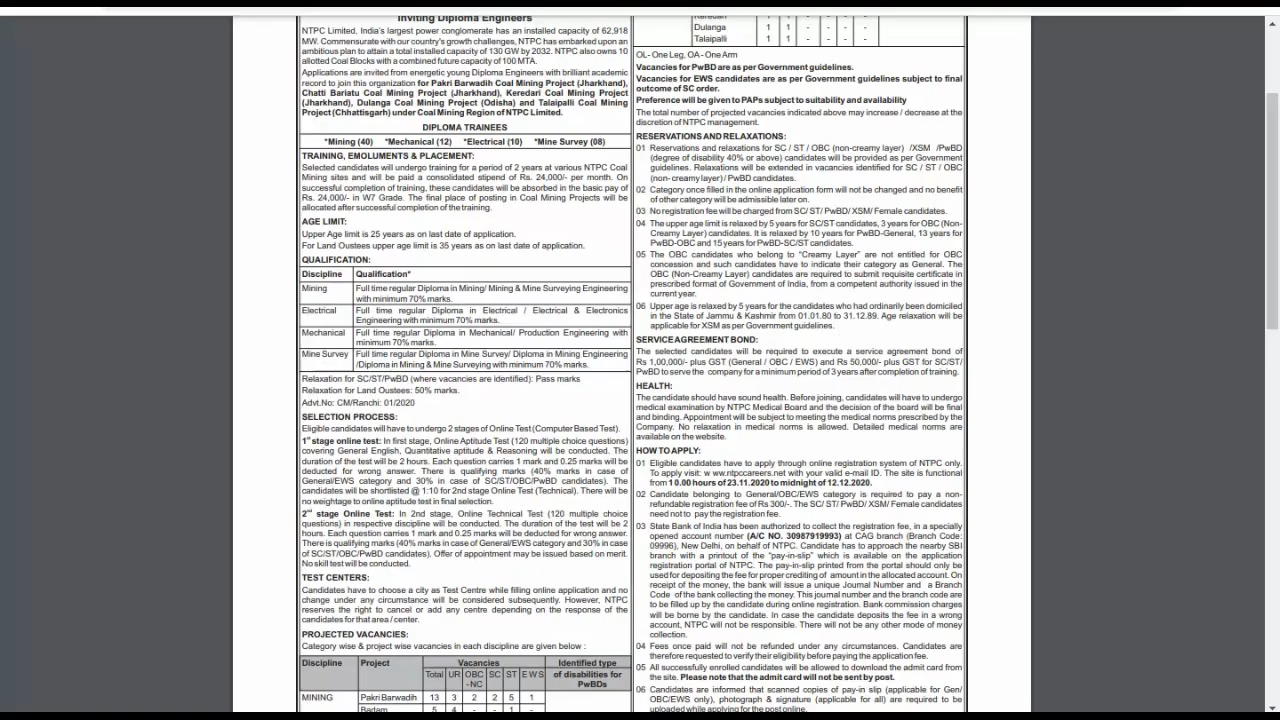 Inviting Diploma Engineers
NTPC Limited, India's largest power conglomerate has an installed capacity of 62,918
MW. Commensurate with our country's growth challenges, NTPC has embarked upon an
ambitious plan to attain a total installed capacity of 130 GW by 2032. NTPC also owns 10
allotted Coal Blocks with a combined future capacity of 100 MTA.
Applications are invited from energetic young Diploma Engineers with brilliant academic
record to join this organization for Pakri Barwadih Coal Mining Project (Jharkhand),
Chatti Bariatu Coal Mining Project (Jharkhand), Keredari Coal Mining Project
(Jharkhand), Dulanga Coal Mining Project (Odisha) and Talaipalli Coal Mining
Project (Chhattisgarh) under Coal Mining Region of NTPC Limited.
DIPLOMA TRAINEES
*Mining (40) *Mechanical (12) *Electrical (10) *Mine Survey (08)
TRAINING, EMOLUMENTS & PLACEMENT:
Selected candidates will undergo training for a period of 2 years at various NTPC Coal
Mining sites and will be paid a consolidated stipend of Rs. 24,000/- per month. On
successful completion of training, these candidates will be absorbed in the basic pay of
Rs. 24,000/- in W7 Grade. The final place of posting in Coal Mining Projects will be
allocated after successful completion of the training.
AGE LIMIT:
Upper Age limit is 25 years as on last date of application.
For Land Oustees upper age limit is 35 years as on last date of application.
QUALIFICATION:
Discipline Qualification*
Mining Full time regular Diploma in Mining/ Mining & Mine Surveying Engineering
with minimum 70% marks.
Electrical Full time regular Diploma in Electrical / Electrical & Electronics
Engineering with minimum 70% marks.
Mechanical Full time regular Diploma in Mechanical/ Production Engineering with
minimum 70% marks.
Mine Survey Full time regular Diploma in Mine Survey/ Diploma in Mining Engineering
/Diploma in Mining & Mine Surveying with minimum 70% marks.
Relaxation for SC/ST/PwBD (where vacancies are identified): Pass marks
Relaxation for Land Oustees: 50% marks.
Advt.No: CM/Ranchi: 01/2020
SELECTION PROCESS:
Eligible candidates will have to undergo 2 stages of Online Test (Computer Based Test).
1st stage online test: In first stage, Online Aptitude Test (120 multiple choice questions)
covering General English, Quantitative aptitude & Reasoning will be conducted. The
duration of the test will be 2 hours. Each question carries 1 mark and 0.25 marks will be
deducted for wrong answer. There is qualifying marks (40% marks in case of
General/EWS category and 30% in case of SC/ST/OBC/PwBD candidates). The
candidates will be shortlisted @ 1:10 for 2nd stage Online Test (Technical). There will be
no weightage to online aptitude test in final selection.
2nd stage Online Test: In 2nd stage, Online Technical Test (120 multiple choice
questions) in respective discipline will be conducted. The duration of the test will be 2
hours. Each question carries 1 mark and 0.25 marks will be deducted for wrong answer.
There is qualifying marks (40% marks in case of General/EWS category and 30% in case
of SC/ST/OBC/PwBD candidates). Offer of appointment may be issued based on merit.
No skill test will be conducted.
TEST CENTERS:
Candidates have to choose a city as Test Centre while filling online application and no
change under any circumstance will be considered subsequently. However, NTPC
reserves the right to cancel or add any centre depending on the response of the
candidates for that area / center.
PROJECTED VACANCIES:
Category wise & project wise vacancies in each discipline are given below :
Discipline Project Vacancies Identified type
of disabilities for
PwBDs
Total UR OBC -NC SC ST E W S
MINING Pakri Barwadih 13 3 2 2 5 1
Badam 5 4 - - 1 -
Keredari 1 1 - - - -
Dulanga 1 1 - - - -
Talaipalli 1 1 - - - -
OL- One Leg, OA - One Arm
Vacancies for PwBD are as per Government guidelines.
Vacancies for EWS candidates are as per Government guidelines subject to final
outcome of SC order.
Preference will be given to PAPs subject to suitability and availability
The total number of projected vacancies indicated above may increase / decrease at the
discretion of NTPC management.
RESERVATIONS AND RELAXATIONS:
01 Reservations and relaxations for SC / ST / OBC (non-creamy layer) /XSM /PwBD
(degree of disability 40% or above) candidates will be provided as per Government
guidelines. Relaxations will be extended in vacancies identified for SC / ST / OBC
(non-creamy layer) / PwBD candidates.
02 Category once filled in the online application form will not be changed and no benefit
of other category will be admissible later on.
03 No registration fee will be charged from SC/ ST/ PwBD/ XSM/ Female candidates.
04 The upper age limit is relaxed by 5 years for SC/ST candidates, 3 years for OBC (Non-
Creamy Layer) candidates. It is relaxed by 10 years for PwBD-General, 13 years for
PwBD-OBC and 15 years for PwBD-SC/ST candidates.
05 The OBC candidates who belong to "Creamy Layer" are not entitled for OBC
concession and such candidates have to indicate their category as General. The
OBC (Non-Creamy Layer) candidates are required to submit requisite certificate in
prescribed format of Government of India, from a competent authority issued in the
current year.
06 Upper age is relaxed by 5 years for the candidates who had ordinarily been domiciled
in the State of Jammu & Kashmir from 01.01.80 to 31.12.89. Age relaxation will be
applicable for XSM as per Government guidelines.
SERVICE AGREEMENT BOND:
The selected candidates will be required to execute a service agreement bond of
Rs 1,00,000/- plus GST (General / OBC / EWS) and Rs 50,000/- plus GST for SC/ST/
PwBD to serve the company for a minimum period of 3 years after completion of training.
HEALTH:
The candidate should have sound health. Before joining, candidates will have to undergo
medical examination by NTPC Medical Board and the decision of the board will be final
and binding. Appointment will be subject to meeting the medical norms prescribed by the
Company. No relaxation in medical norms is allowed. Detailed medical norms are
available on the website.
HOW TO APPLY:
01 Eligible candidates have to apply through online registration system of NTPC only.
To apply visit: w ww.ntpccareers.net with your valid e-mail ID. The site is functional
from 1 0.00 hours of 23.11.2020 to midnight of 12.12.2020.
02 Candidate belonging to General/OBC/EWS category is required to pay a non-
refundable registration fee of Rs 300/-. The SC/ ST/ PwBD/ XSM/ Female candidates
need not to pay the registration fee.
03 State Bank of India has been authorized to collect the registration fee, in a specially
opened account number (A/C NO. 30987919993) at CAG branch (Branch Code:
09996), New Delhi, on behalf of NTPC. Candidate has to approach the nearby SBI
branch with a printout of the "pay-in-slip" which is available on the application
registration portal of NTPC. The pay-in-slip printed from the portal should only be
used for depositing the fee for proper crediting of amount in the allocated account. On
receipt of the money, the bank will issue a unique Journal Number and a Branch
Code of the bank collecting the money. This journal number and the branch code are
to be filled up by the candidate during online registration. Bank commission charges
will be borne by the candidate. In case the candidate deposits the fee in a wrong
account, NTPC will not be responsible. There will not be any other mode of money
collection.
04 Fees once paid will not be refunded under any circumstances. Candidates are
therefore requested to verify their eligibility before paying the application fee.
05 All successfully enrolled candidates will be allowed to download the admit card from
the site. Please note that the admit card will not be sent by post.
06 Candidates are informed that scanned copies of pay-in slip (applicable for Gen/
OBC/EWS only), photograph & signature (applicable for all) are required to be
uploaded while applying for the post online.